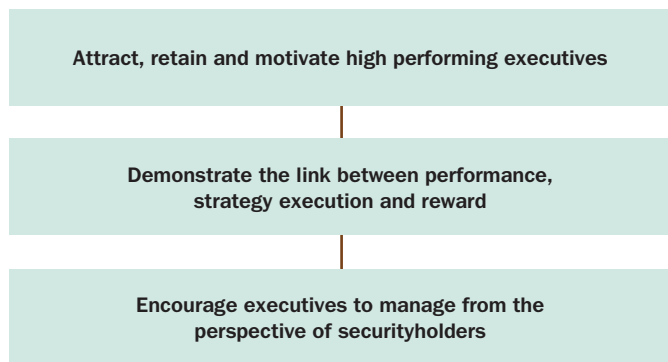 Attract, retain and motivate high performing executives
Demonstrate the link between performance,
strategy execution and reward
Encourage executives to manage from the
perspective of securityholders